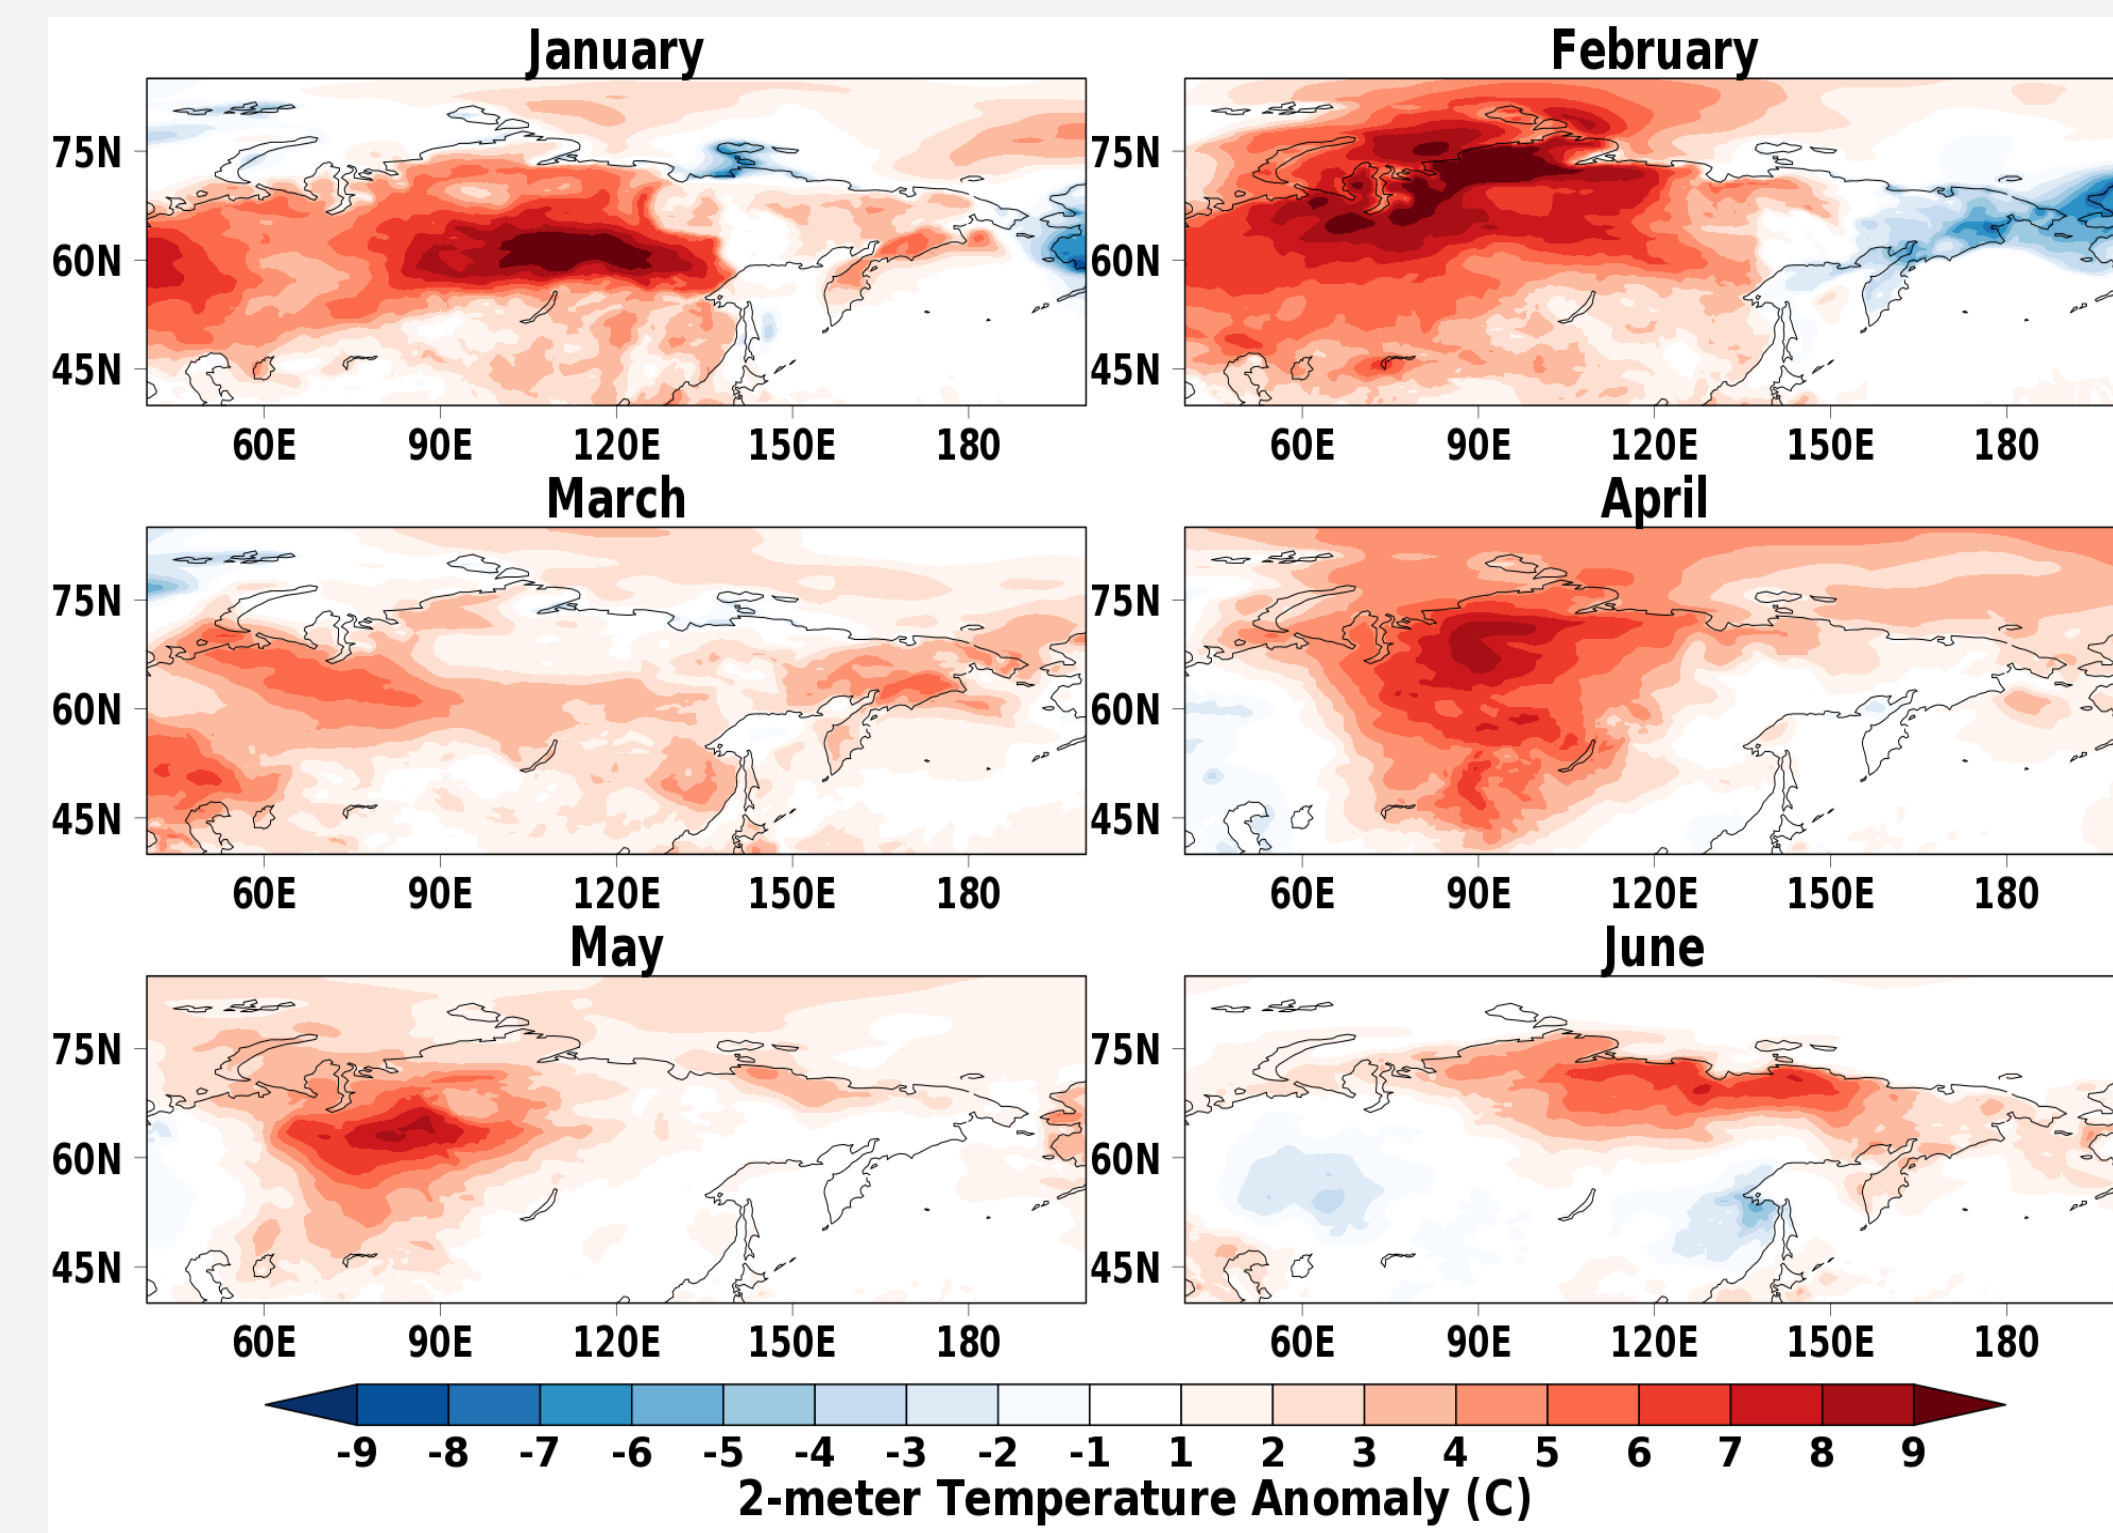 January
February
75N
60N
45N
75N
60N
45N
60E 90E 120E 150E 180
60E 90E 120E 150E 180
March
April
75N
60N
45N
75N
60N
45N
60E 90E 120E 150E 180
60E 90E 120E 150E 180
May
June
75N
60N
45N
75N
60N
45N
60E 90E 120E 150E 180
60E 90E 120E 150E 180
-9 -8 -7 -6 -5 -4 -3 -2 -1 1 2 3 4 5 6 7 8 9
2-meter Temperature Anomaly (C)